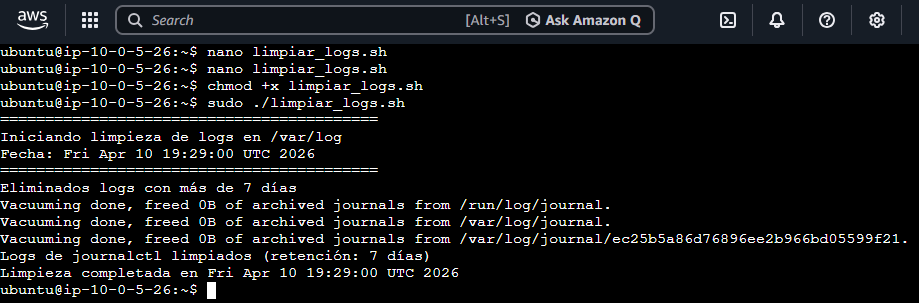 aws
Search [Alt+S] Ask Amazon Q
ubuntu@ip-10-0-5-26:~$ nano limpiar_logs.sh
ubuntu@ip-10-0-5-26:~$ nano limpiar_logs.sh
ubuntu@ip-10-0-5-26:~$ chmod +x limpiar_logs.sh
ubuntu@ip-10-0-5-26:~$ sudo ./limpiar_logs.sh
==========================================
Iniciando limpieza de logs en /var/log
Fecha: Fri Apr 10 19:29:00 UTC 2026
==========================================
Eliminados logs con más de 7 días
Vacuuming done, freed 0B of archived journals from /run/log/journal.
Vacuuming done, freed 0B of archived journals from /var/log/journal.
Vacuuming done, freed 0B of archived journals from /var/log/journal/ec25b5a86d76896ee2b966bd05599f21.
Logs de journalctl limpiados (retención: 7 días)
Limpieza completada en Fri Apr 10 19:29:00 UTC 2026
ubuntu@ip-10-0-5-26:~$